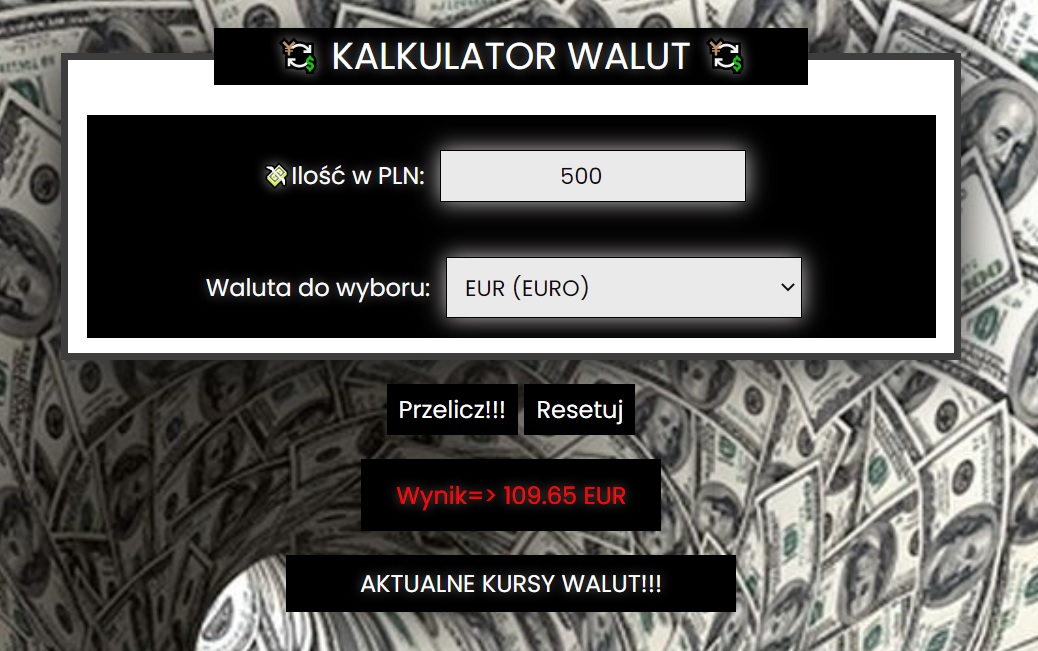 KALKULATOR WALUT
Ilość w PLN: 500
Waluta do wyboru: EUR (EURO)
Przelicz!!! Resetuj
Wynik=> 109.65 EUR
AKTUALNE KURSY WALUT!!!